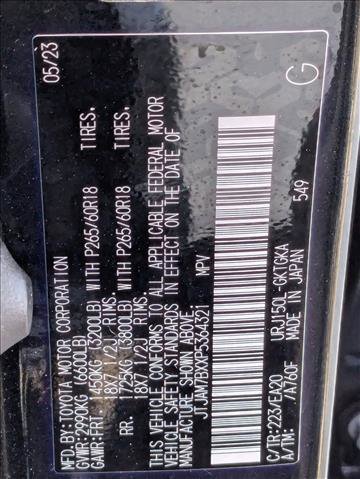 MFD.BY:TOYOTA MOTOR CORPORATION 05/23
GVWR:2990KG (6600LB)
GAWR:FRT 1450KG(3200LB) WITH P265/60R18 TIRES.
18X7 1/2J RIMS.
RR. 1725KG(3800LB) WITH P265/60R18 TIRES.
18X7 1/2J RIMS.
THIS VEHICLE CONFORMS TO ALL APPLICABLE FEDERAL MOTOR
VEHICLE SAFETY STANDARDS IN EFFECT ON THE DATE OF
MANUFACTURE SHOWN ABOVE.
JTJAM7BXXP5334321 MPV
C/TR:223/EA20 URJ150L-GKTGKA
A/TM: /A760F MADE IN JAPAN
549 G